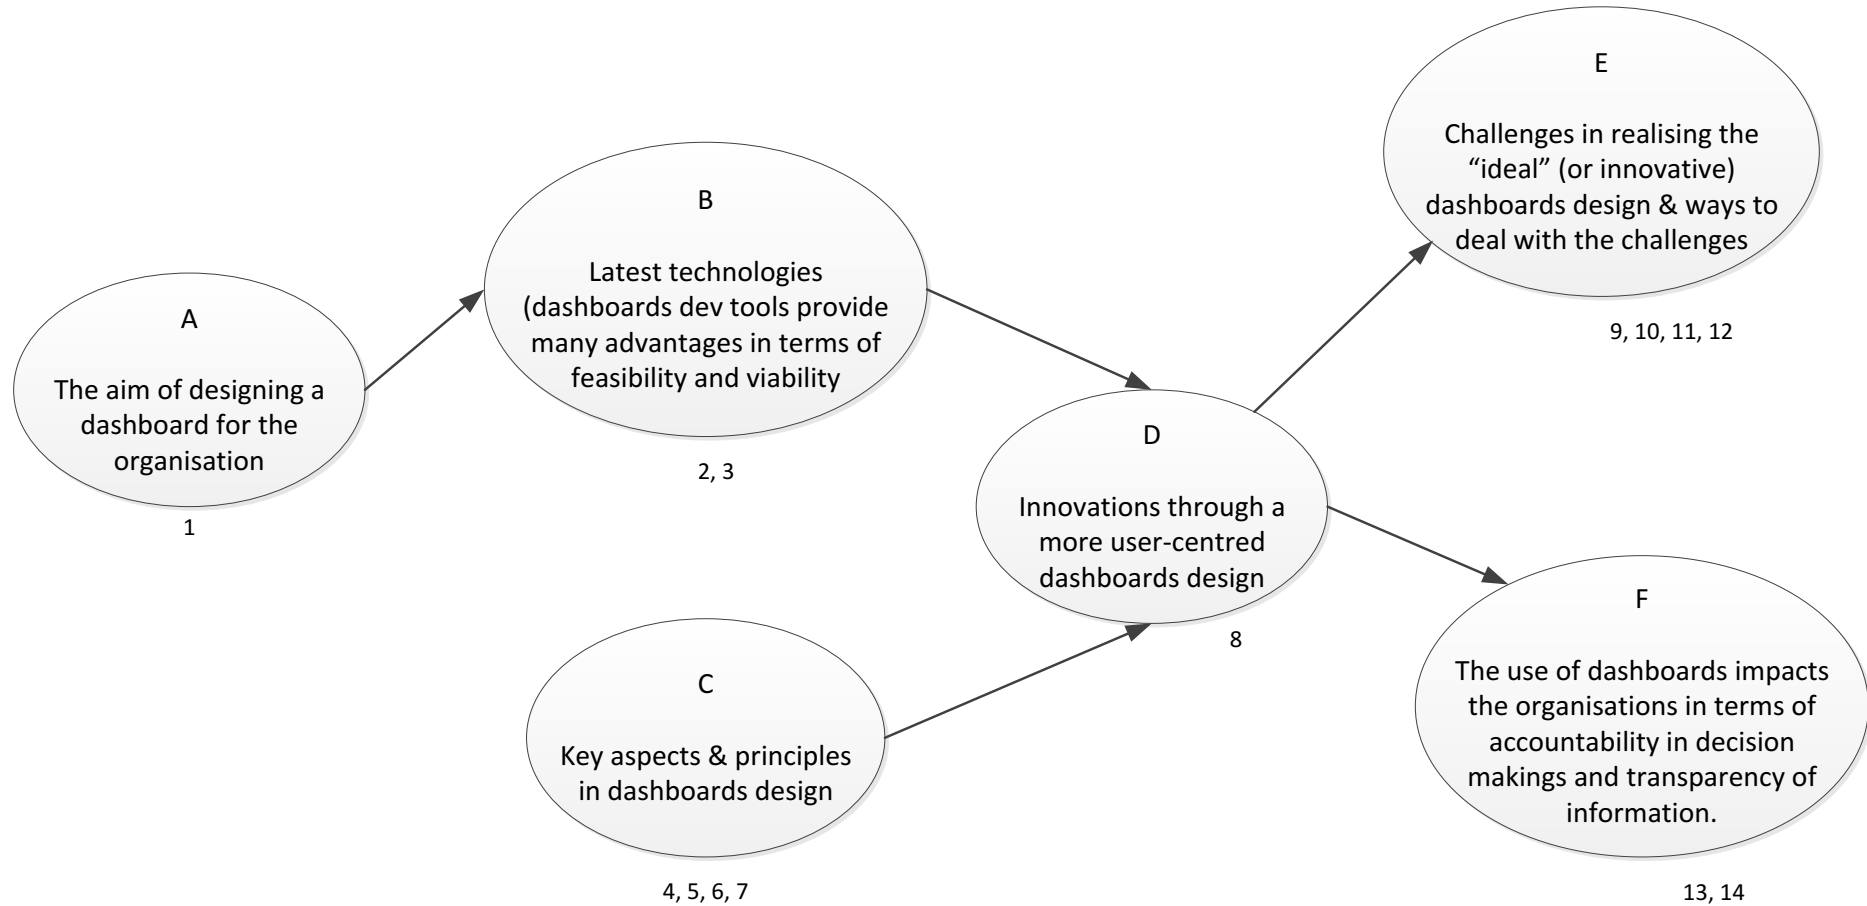 A
The aim of designing a
dashboard for the
organisation
1
B
Latest technologies
(dashboards dev tools provide
many advantages in terms of
feasibility and viability
2, 3
C
Key aspects & principles
in dashboards design
4, 5, 6, 7
D
Innovations through a
more user-centred
dashboards design
8
E
Challenges in realising the
“ideal” (or innovative)
dashboards design & ways to
deal with the challenges
9, 10, 11, 12
F
The use of dashboards impacts
the organisations in terms of
accountability in decision
makings and transparency of
information.
13, 14